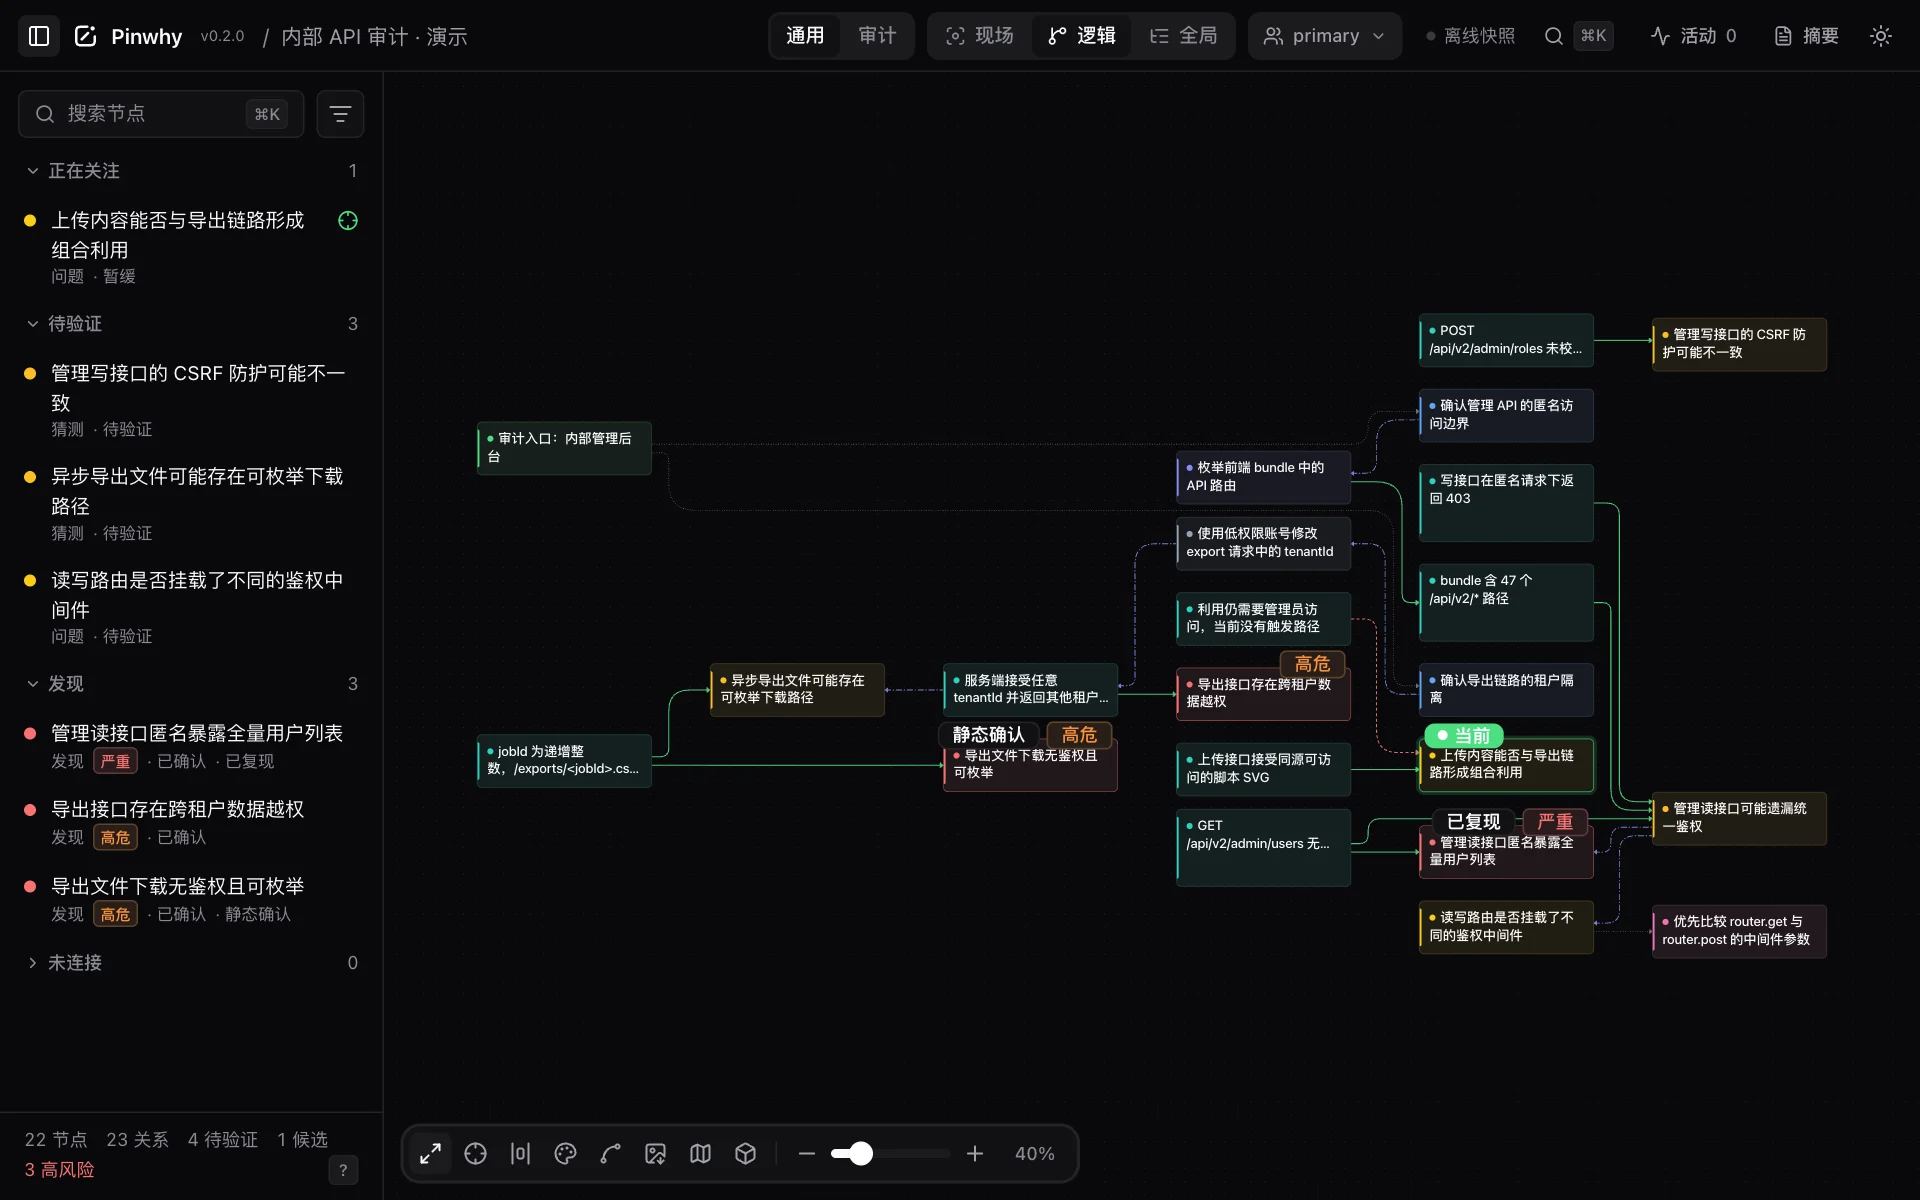 Pinwhy v0.2.0 / 内部 API 审计 · 演示
通用 审计
现场 逻辑 全局
primary
离线快照
⌘K
活动 0
摘要
搜索节点 ⌘K
正在关注 1
上传内容能否与导出链路形成
组合利用
问题 · 暂缓
待验证 3
管理写接口的 CSRF 防护可能不一
致
猜测 · 待验证
异步导出文件可能存在可枚举下载
路径
猜测 · 待验证
读写路由是否挂载了不同的鉴权中
间件
问题 · 待验证
发现 3
管理读接口匿名暴露全量用户列表
发现 严重 · 已确认 · 已复现
导出接口存在跨租户数据越权
发现 高危 · 已确认
导出文件下载无鉴权且可枚举
发现 高危 · 已确认 · 静态确认
未连接 0
22 节点 23 关系 4 待验证 1 候选
3 高风险
?
审计入口：内部管理后
台
jobId 为递增整
数，/exports/<jobId>.cs...
异步导出文件可能存在
可枚举下载路径
服务端接受任意
tenantId 并返回其他租户...
静态确认 高危
导出文件下载无鉴权且
可枚举
枚举前端 bundle 中的
API 路由
使用低权限账号修改
export 请求中的 tenantId
利用仍需要管理员访
问，当前没有触发路径
高危
导出接口存在跨租户数
据越权
上传接口接受同源可访
问的脚本 SVG
GET
/api/v2/admin/users 无...
POST
/api/v2/admin/roles 未校...
确认管理 API 的匿名访
问边界
写接口在匿名请求下返
回 403
bundle 含 47 个
/api/v2/* 路径
确认导出链路的租户隔
离
当前
上传内容能否与导出链
路形成组合利用
已复现 严重
管理读接口匿名暴露全
量用户列表
读写路由是否挂载了不
同的鉴权中间件
管理写接口的 CSRF 防
护可能不一致
管理读接口可能遗漏统
一鉴权
优先比较 router.get 与
router.post 的中间件参数
40%